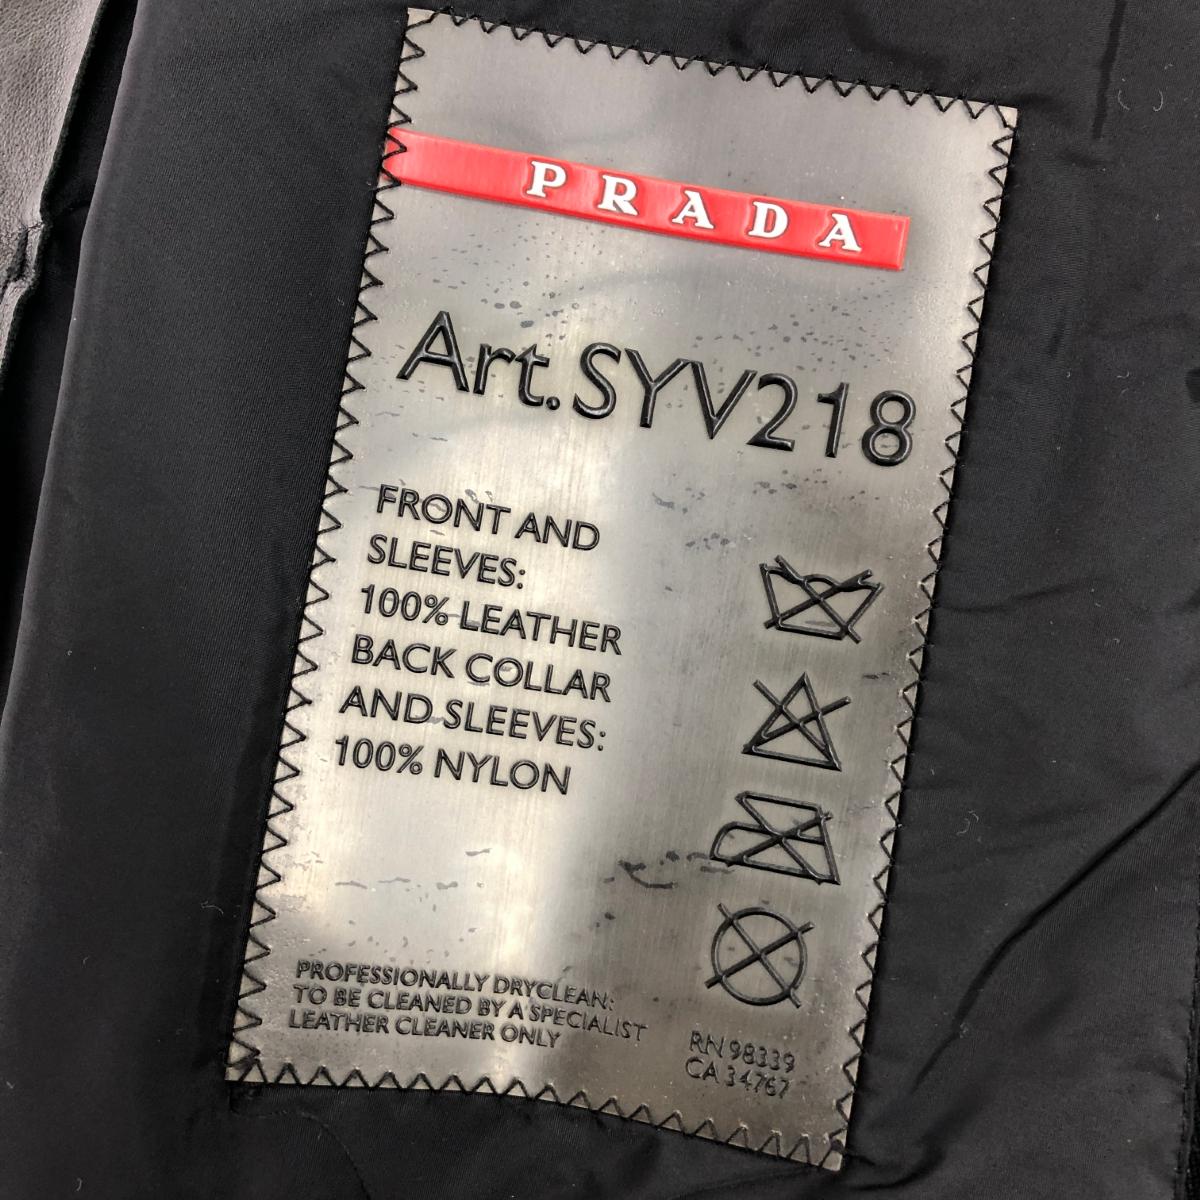 PRADA
Art.SYV218
FRONT AND
SLEEVES:
100% LEATHER
BACK COLLAR
AND SLEEVES:
100% NYLON
PROFESSIONALLY DRYCLEAN:
TO BE CLEANED BY A SPECIALIST
LEATHER CLEANER ONLY
RN 98339
CA 34767